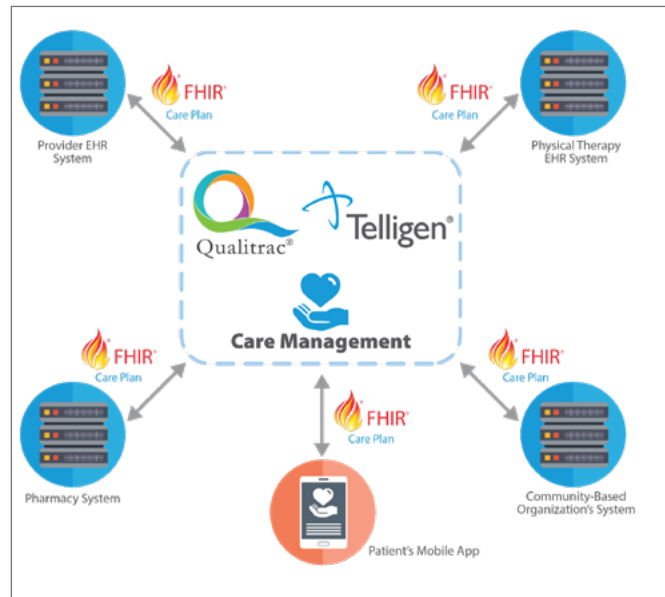 FHIR®
Care Plan
Provider EHR
System
FHIR®
Care Plan
Physical Therapy
EHR System
Qualitrac®
Telligen®
Care Management
FHIR®
Care Plan
Pharmacy System
FHIR®
Care Plan
Patient's Mobile App
FHIR®
Care Plan
Community-Based
Organization's System